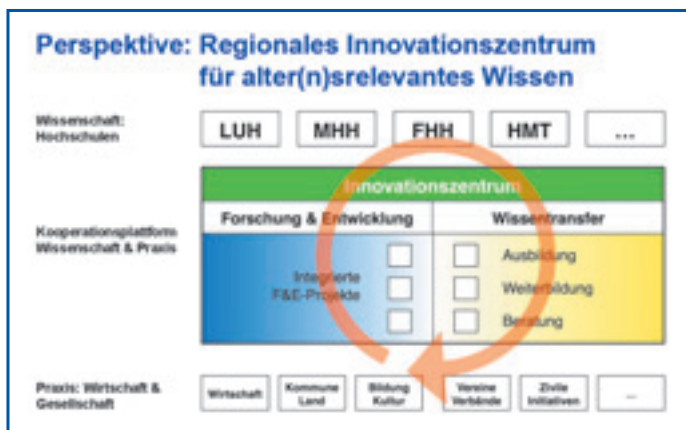 Perspektive: Regionales Innovationszentrum
für alter(n)srelevantes Wissen
Wissenschaft:
Hochschulen
LUH
MHH
FHH
HMT
...
Innovationszentrum
Kooperationsplattform
Wissenschaft & Praxis
Forschung & Entwicklung
Wissentransfer
Integrierte
F&E-Projekte
Ausbildung
Weiterbildung
Beratung
Praxis: Wirtschaft &
Gesellschaft
Wirtschaft
Kommune
Land
Bildung
Kultur
Vereine
Verbände
Zivile
Initiativen
...